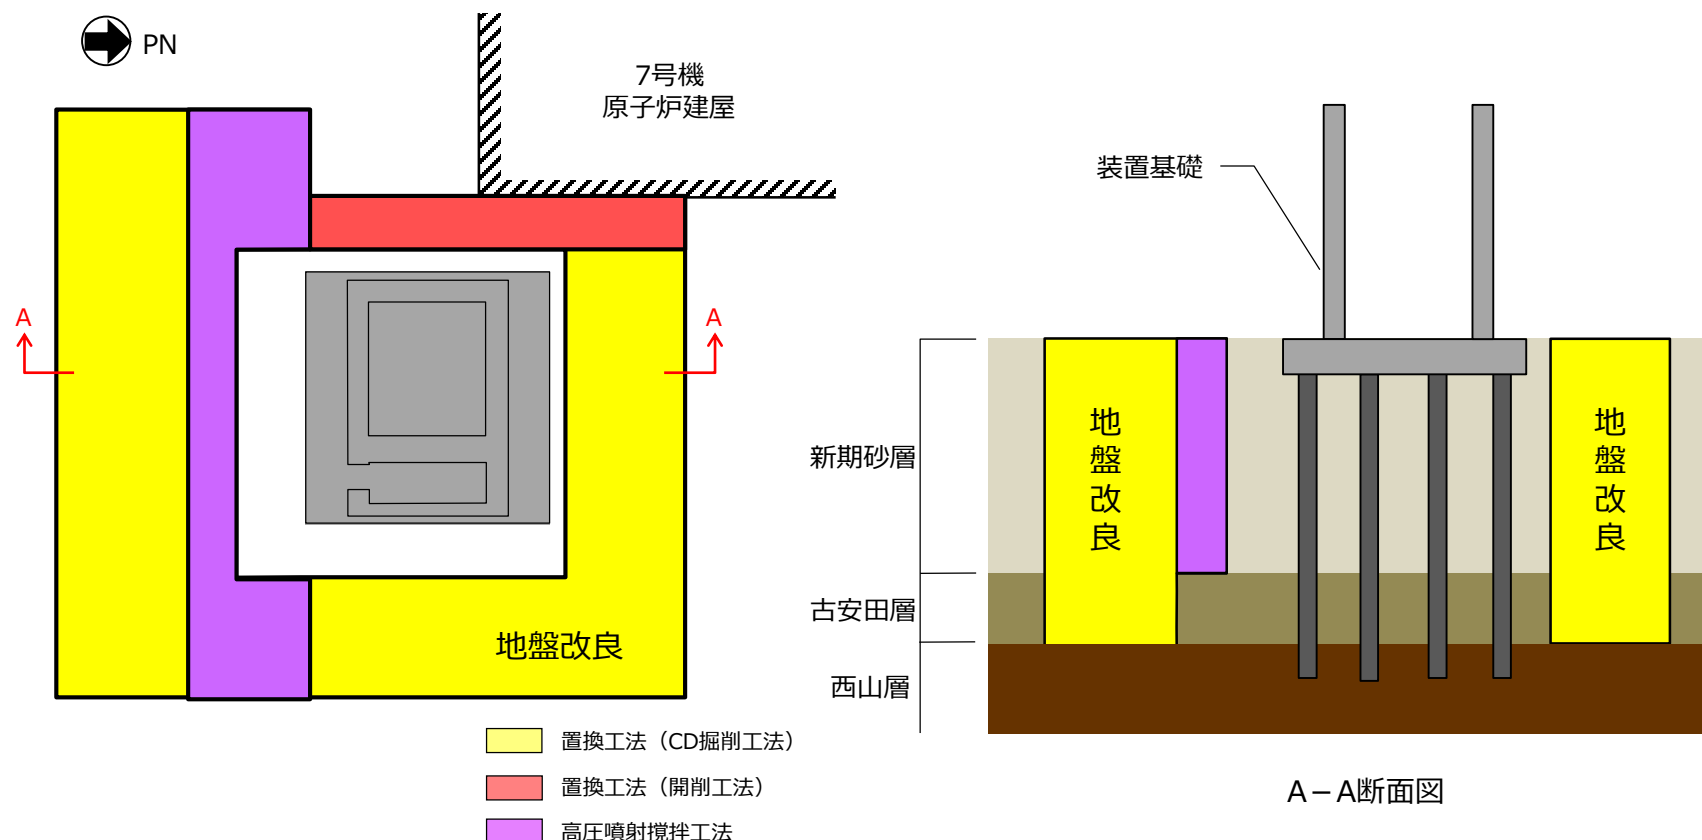 PN
7号機
原子炉建屋
A
A
地盤改良
置換工法（CD掘削工法）
置換工法（開削工法）
高圧噴射撹拌工法
装置基礎
地盤改良
地盤改良
新期砂層
古安田層
西山層
A－A断面図